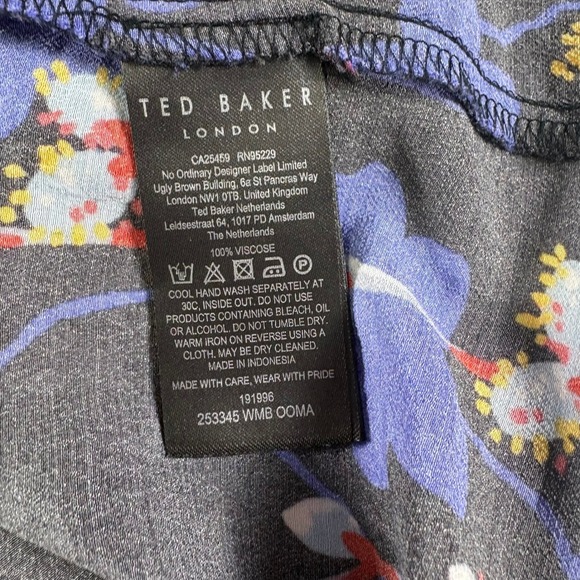 TED BAKER
LONDON
CA25459 RN95229
No Ordinary Designer Label Limited
Ugly Brown Building, 6a St Pancras Way
London NW1 0TB. United Kingdom
Ted Baker Netherlands
Leidsestraat 64, 1017 PD Amsterdam
The Netherlands
100% VISCOSE
P
COOL HAND WASH SEPARATELY AT
30C, INSIDE OUT. DO NOT USE
PRODUCTS CONTAINING BLEACH, OIL
OR ALCOHOL. DO NOT TUMBLE DRY.
WARM IRON ON REVERSE USING A
CLOTH. MAY BE DRY CLEANED.
MADE IN INDONESIA
MADE WITH CARE, WEAR WITH PRIDE
191996
253345 WMB OOMA